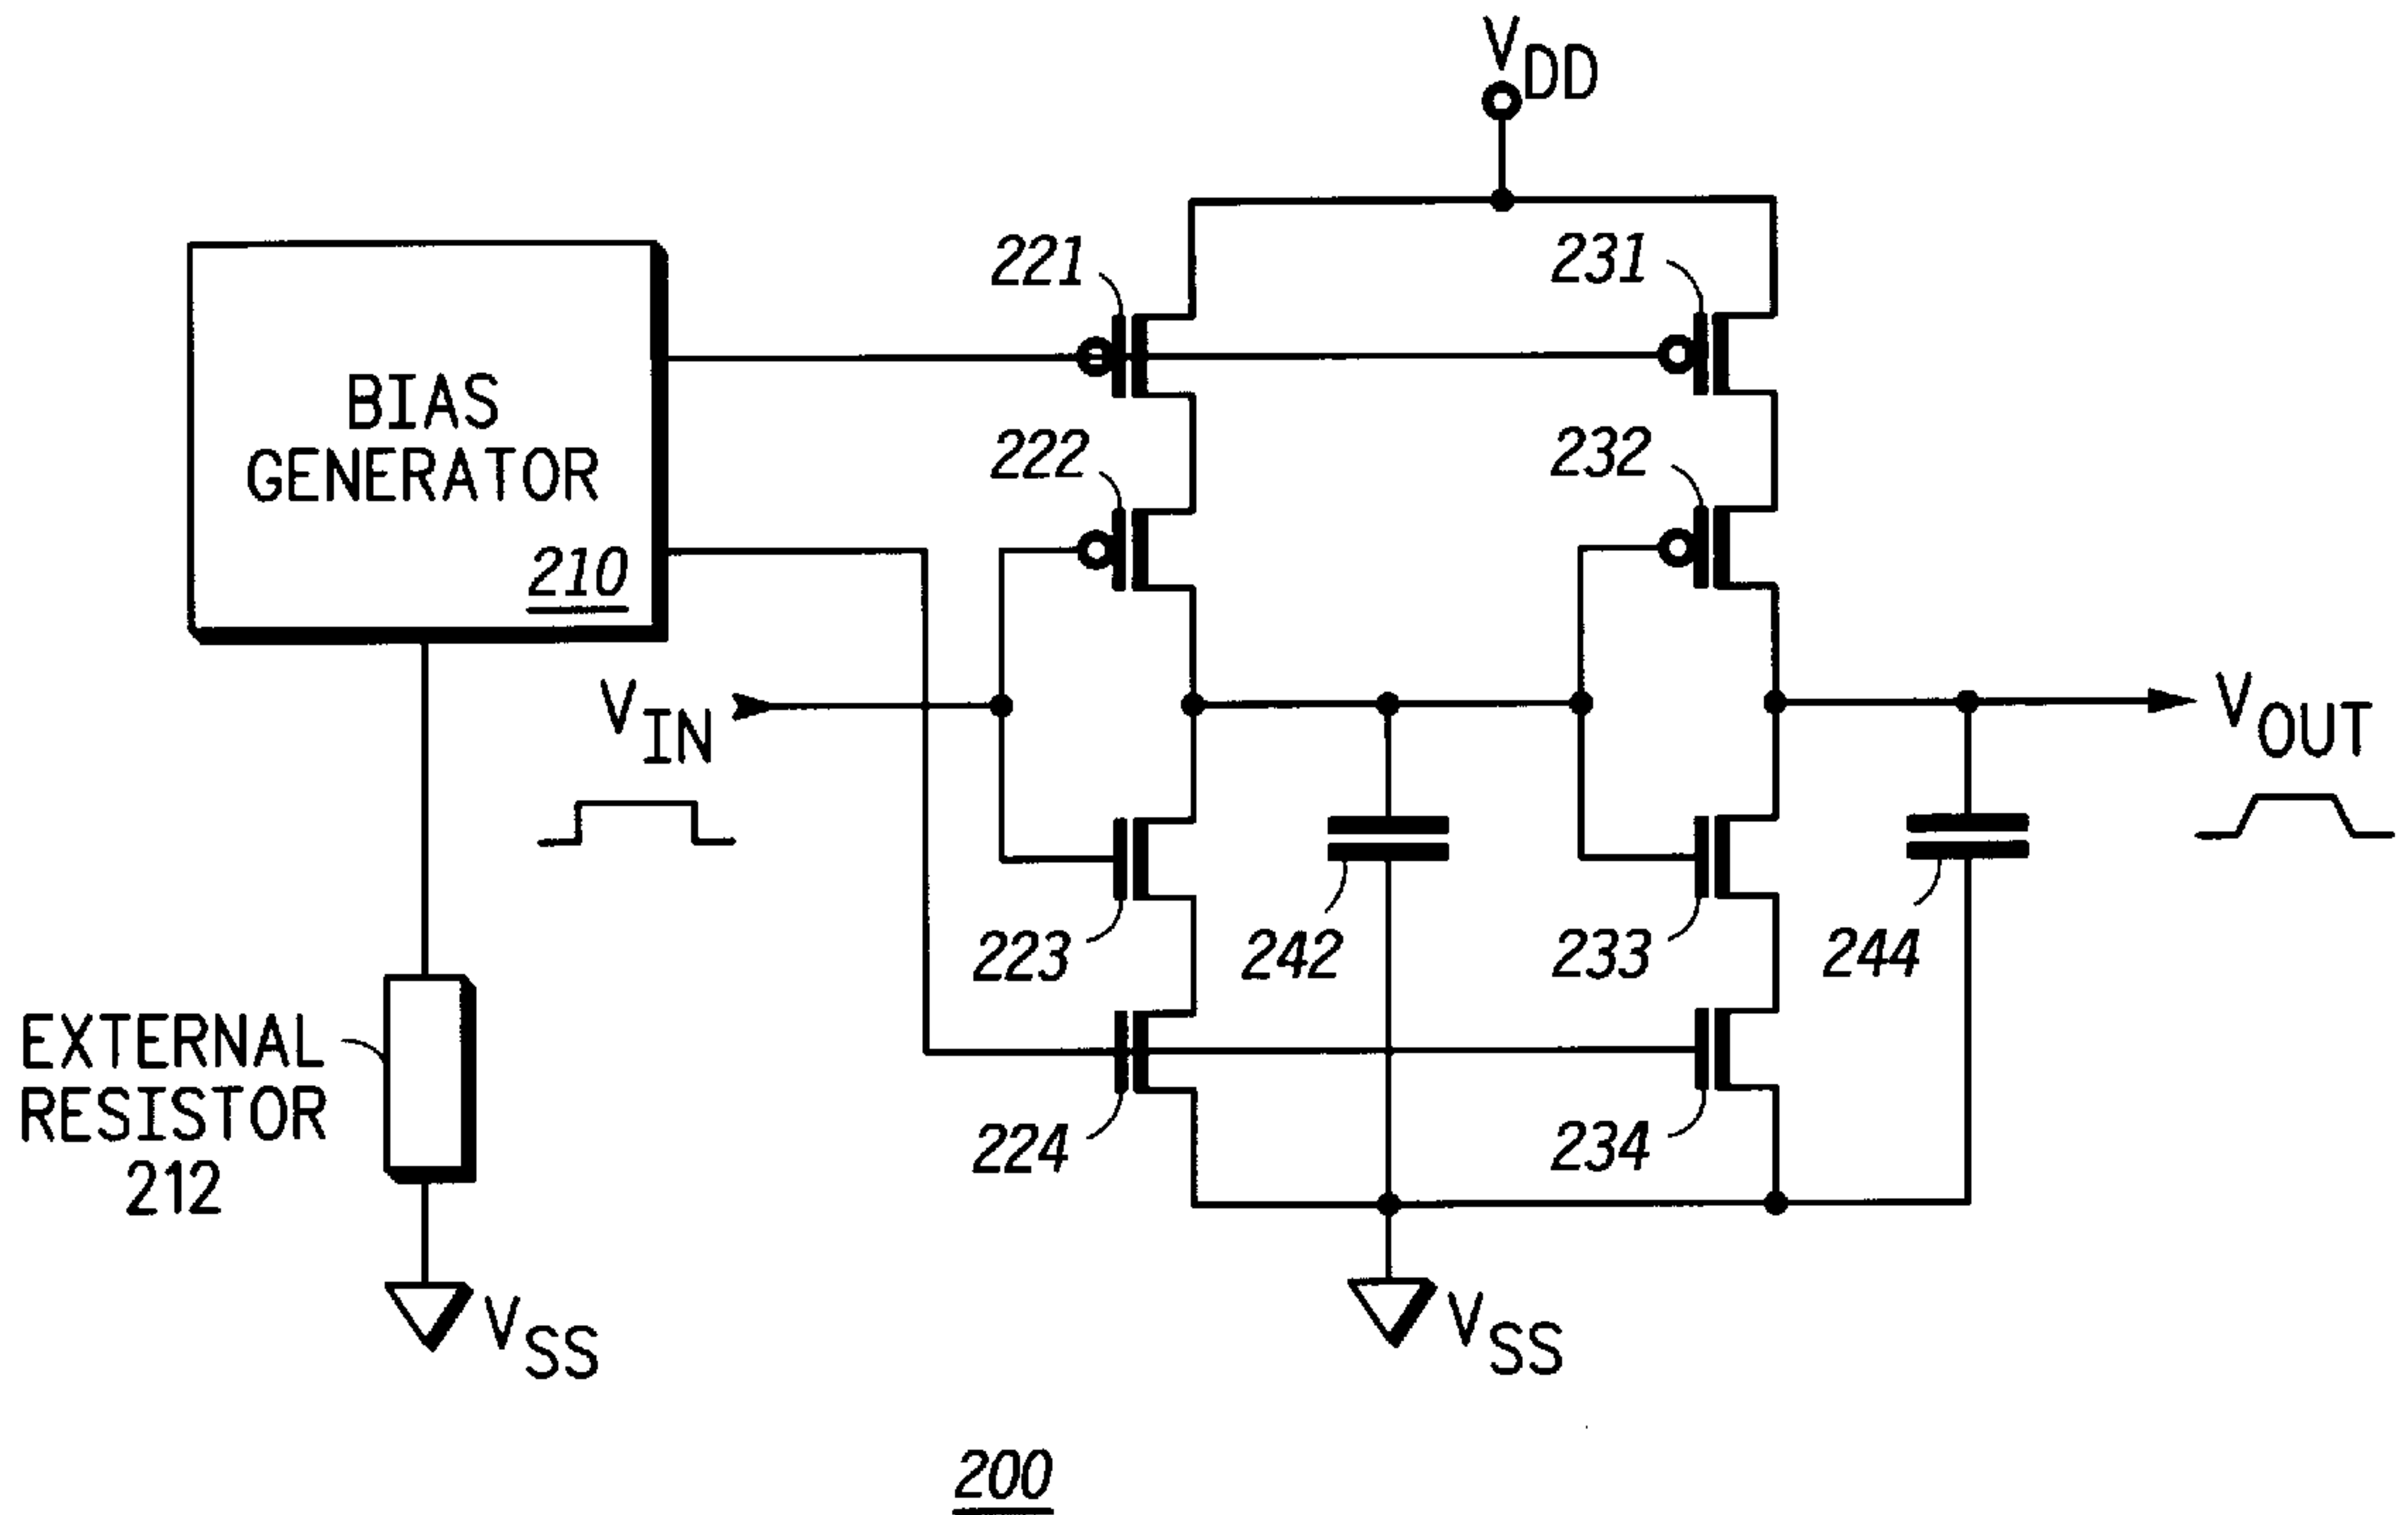 VDD
221
231
BIAS
GENERATOR
210
222
232
VIN
VOUT
223
242
233
244
EXTERNAL
RESISTOR
212
224
234
VSS
VSS
200